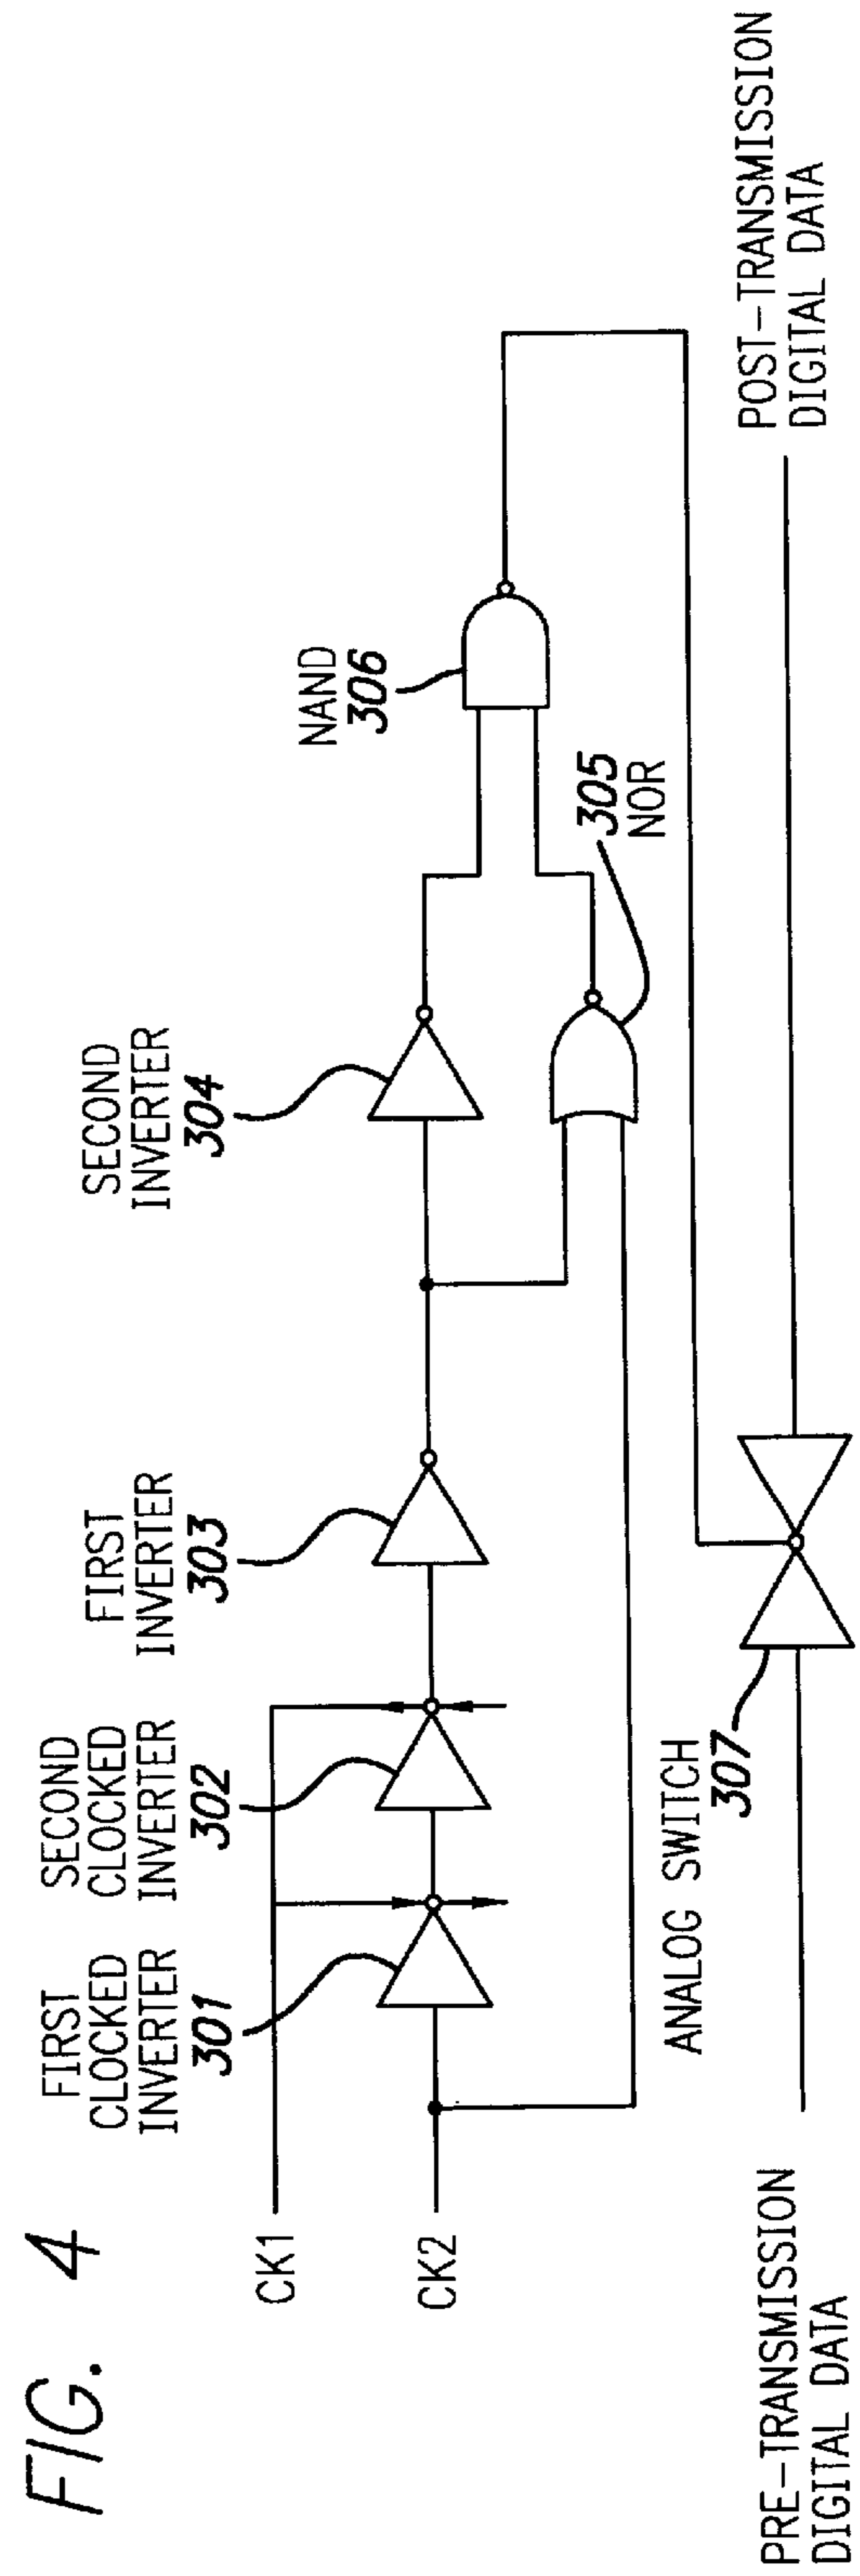 FIG. 4
CK1
CK2
FIRST
CLOCKED
INVERTER
301
SECOND
CLOCKED
INVERTER
302
FIRST
INVERTER
303
SECOND
INVERTER
304
NAND
306
305
NOR
ANALOG SWITCH
307
PRE-TRANSMISSION
DIGITAL DATA
POST-TRANSMISSION
DIGITAL DATA